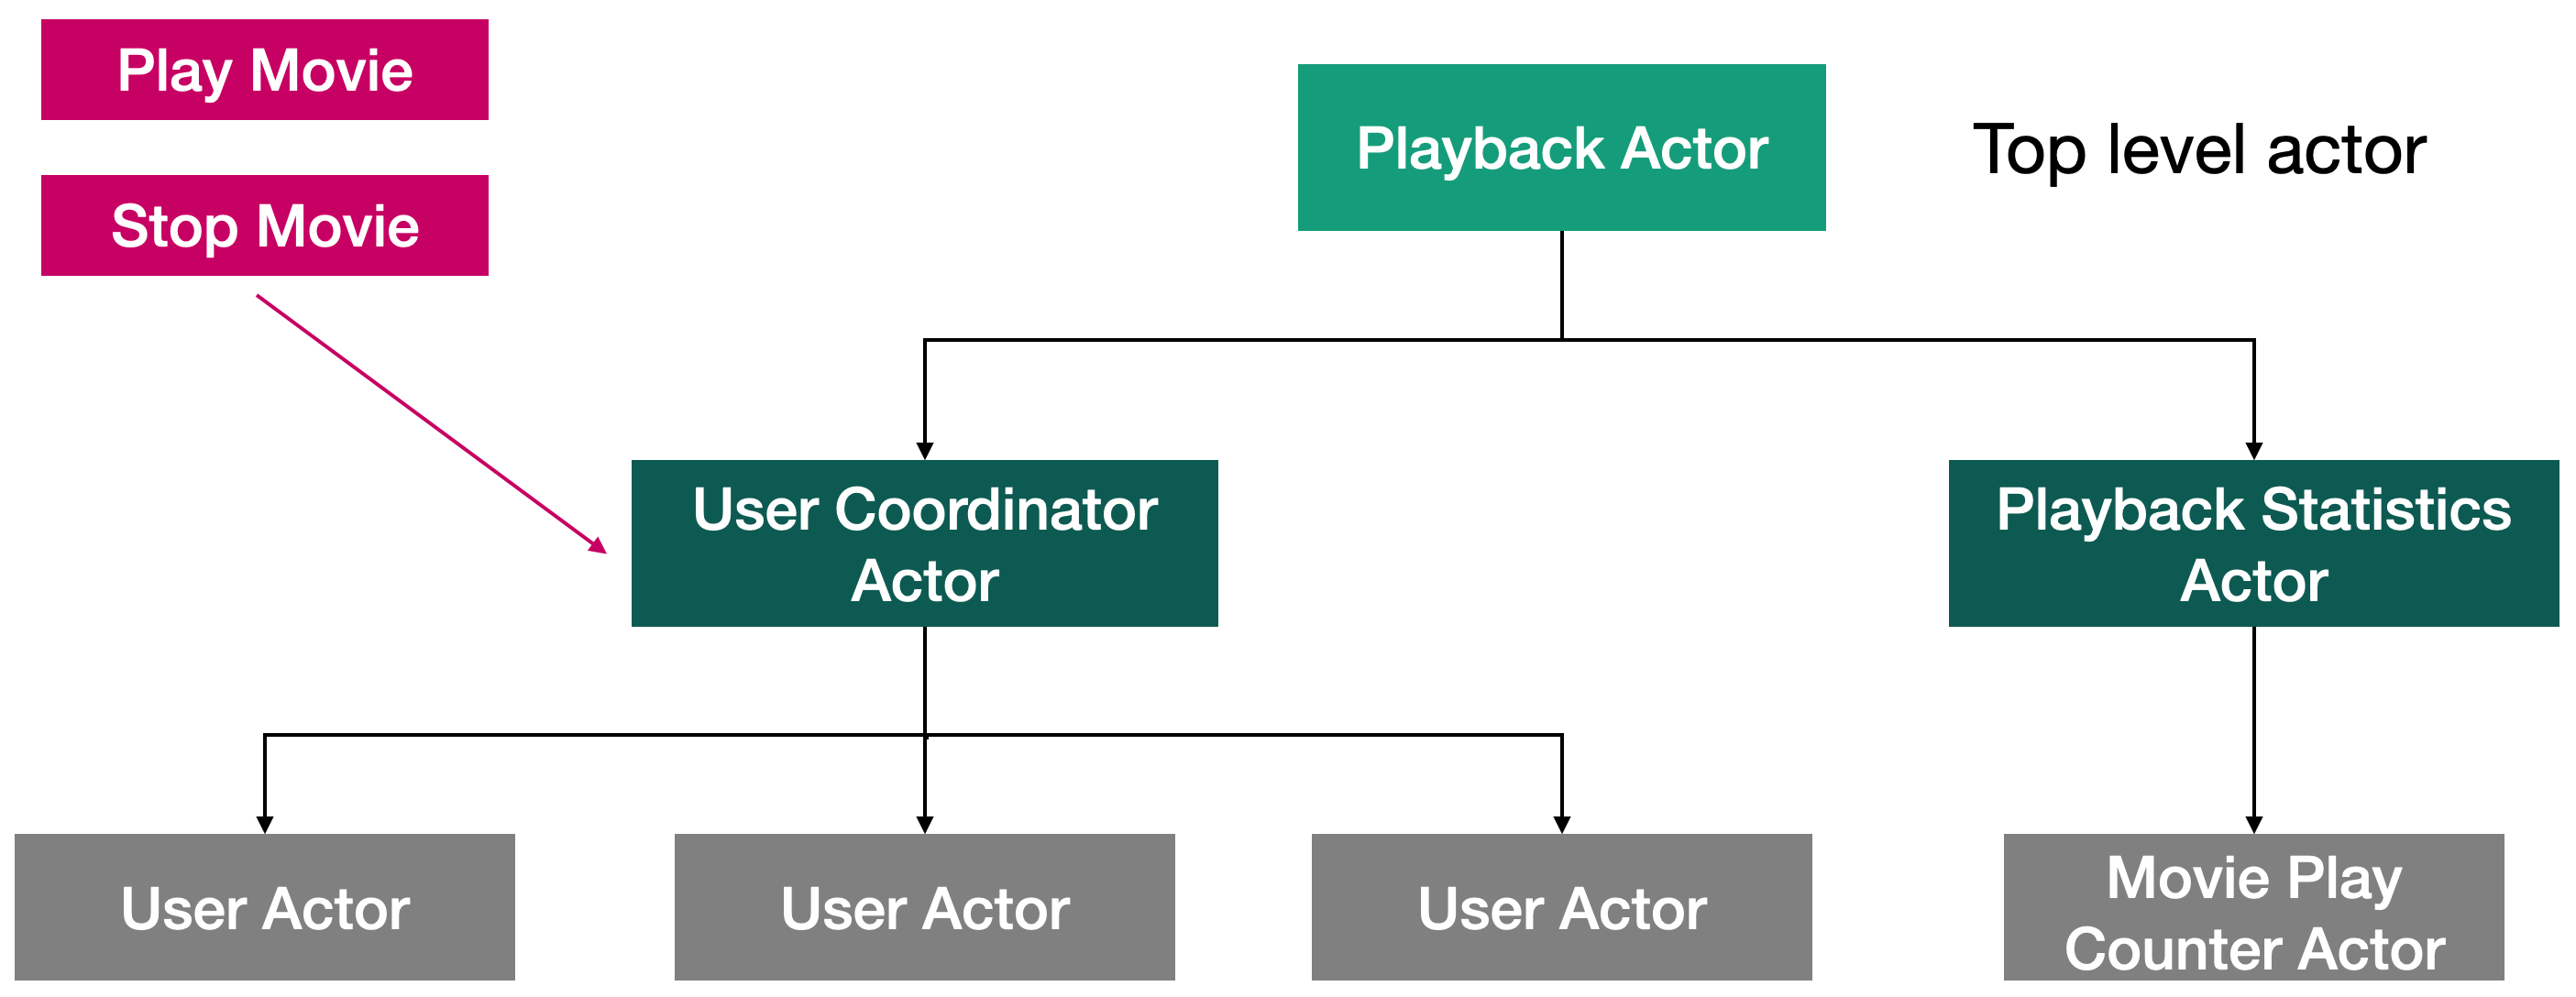 Play Movie
Stop Movie
Playback Actor
Top level actor
User Coordinator
Actor
Playback Statistics
Actor
User Actor
User Actor
User Actor
Movie Play
Counter Actor